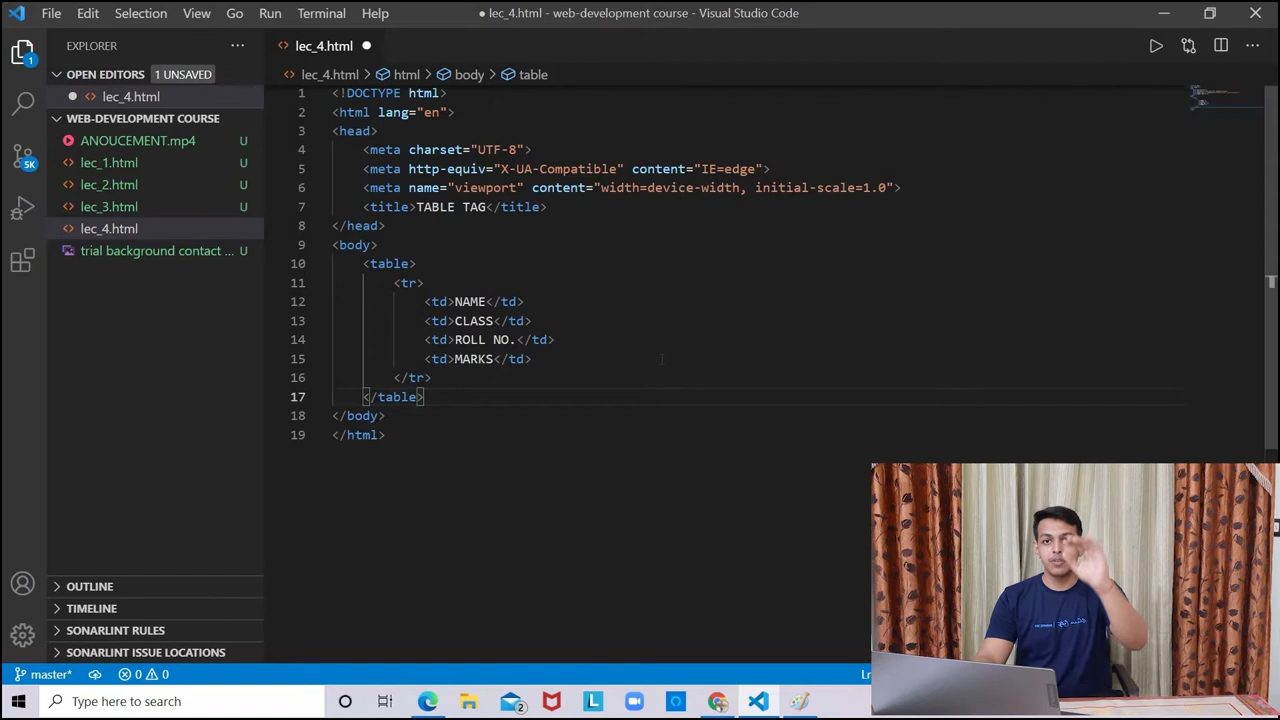 File Edit Selection View Go Run Terminal Help
● lec_4.html - web-development course - Visual Studio Code
EXPLORER
OPEN EDITORS 1 UNSAVED
lec_4.html
WEB-DEVELOPMENT COURSE
ANOUCEMENT.mp4 U
lec_1.html U
lec_2.html U
lec_3.html U
lec_4.html
trial background contact ... U
OUTLINE
TIMELINE
SONARLINT RULES
SONARLINT ISSUE LOCATIONS
1
5K
lec_4.html
lec_4.html > html > body > table
1 <!DOCTYPE html>
2 <html lang="en">
3 <head>
4 <meta charset="UTF-8">
5 <meta http-equiv="X-UA-Compatible" content="IE=edge">
6 <meta name="viewport" content="width=device-width, initial-scale=1.0">
7 <title>TABLE TAG</title>
8 </head>
9 <body>
10 <table>
11 <tr>
12 <td>NAME</td>
13 <td>CLASS</td>
14 <td>ROLL NO.</td>
15 <td>MARKS</td>
16 </tr>
17 </table>
18 </body>
19 </html>
master* 0 0
Ln
Type here to search
2
L